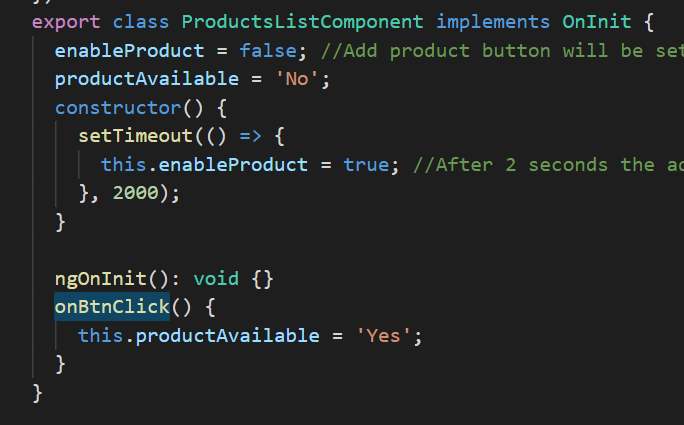 export class ProductsListComponent implements OnInit {
enableProduct = false; //Add product button will be set
productAvailable = 'No';
constructor() {
setTimeout(() => {
this.enableProduct = true; //After 2 seconds the
}, 2000);
}
ngOnInit(): void {}
onBtnClick() {
this.productAvailable = 'Yes';
}
}